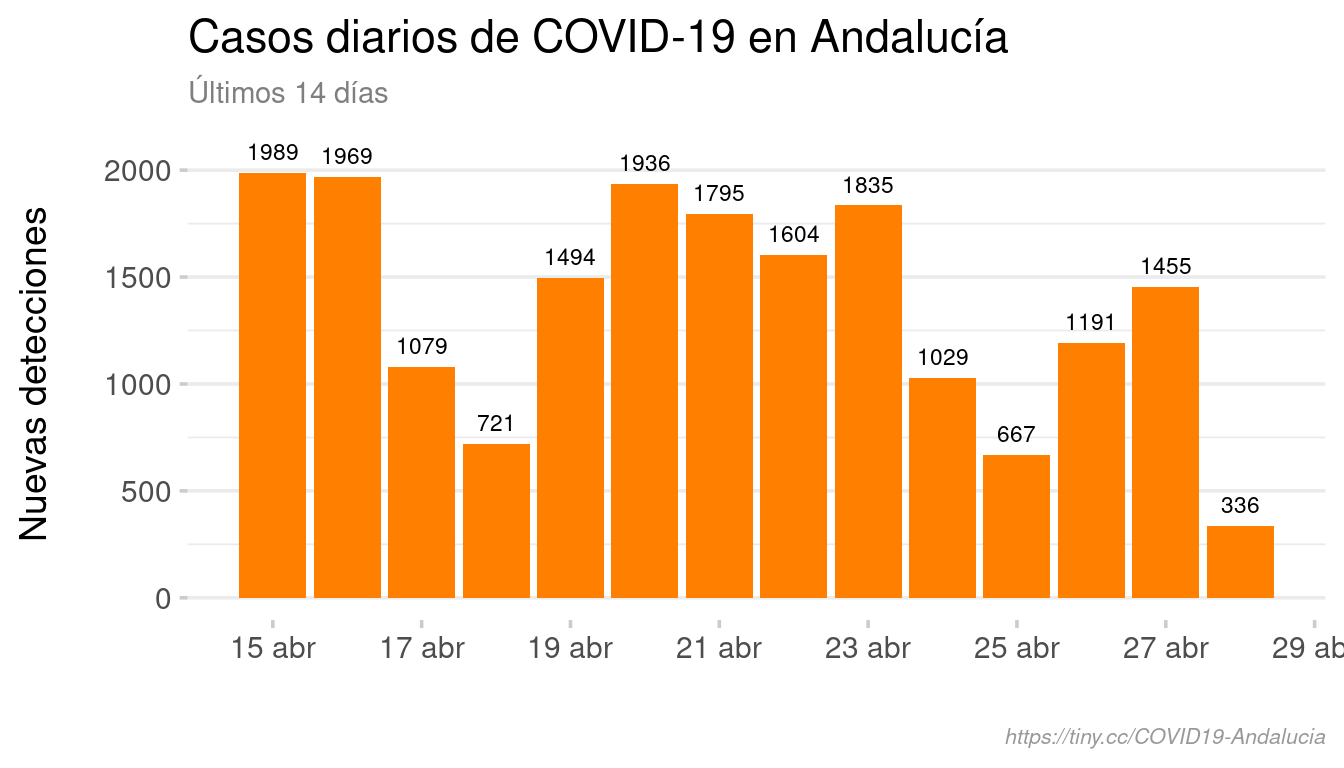 Casos diarios de COVID-19 en Andalucía
Últimos 14 días
Nuevas detecciones
2000
1500
1000
500
0
1989
1969
1079
721
1494
1936
1795
1604
1835
1029
667
1191
1455
336
15 abr
17 abr
19 abr
21 abr
23 abr
25 abr
27 abr
29 ab
https://tiny.cc/COVID19-Andalucia